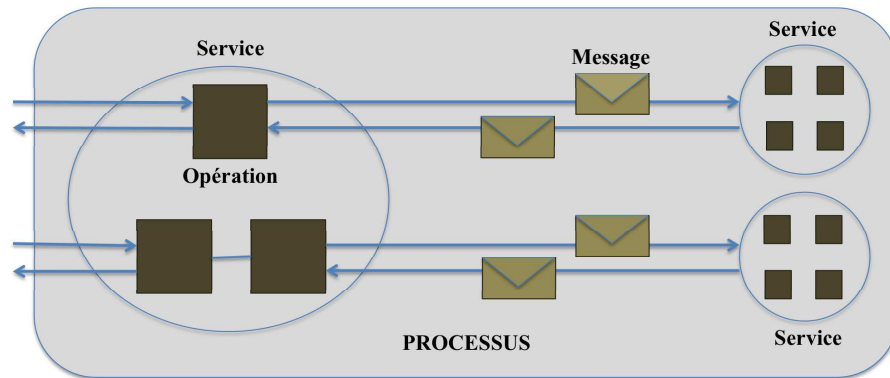 Service
Service
Message
Opération
Service
PROCESSUS